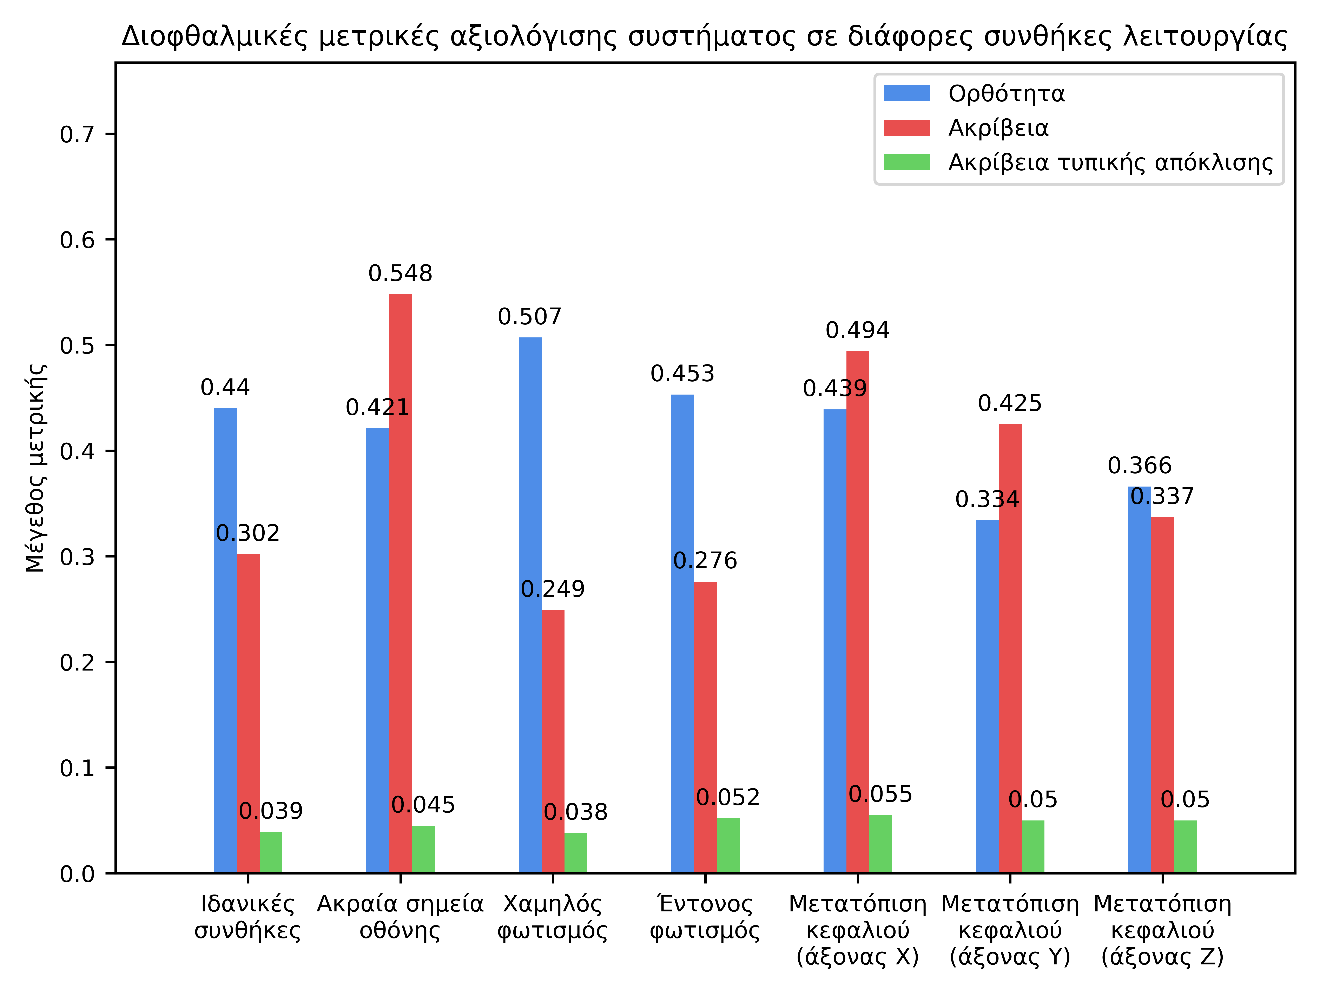 Διοφθαλμικές μετρικές αξιολόγισης συστήματος σε διάφορες συνθήκες λειτουργίας
Ορθότητα
Ακρίβεια
Ακρίβεια τυπικής απόκλισης
Μέγεθος μετρικής
0.7
0.6
0.5
0.4
0.3
0.2
0.1
0.0
0.44
0.302
0.039
0.421
0.548
0.045
0.507
0.249
0.038
0.453
0.276
0.052
0.439
0.494
0.055
0.334
0.425
0.05
0.366
0.337
0.05
Ιδανικές
συνθήκες
Ακραία σημεία
οθόνης
Χαμηλός
φωτισμός
Έντονος
φωτισμός
Μετατόπιση
κεφαλιού
(άξονας X)
Μετατόπιση
κεφαλιού
(άξονας Y)
Μετατόπιση
κεφαλιού
(άξονας Z)